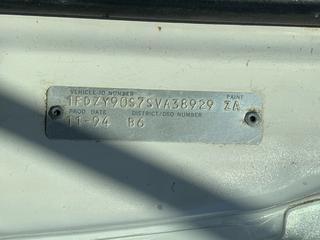 VEHICLE ID NUMBER PAINT
1FDZY90S7SVA38929 ZA
PROD DATE DISTRICT/DSO NUMBER
11-94 B6